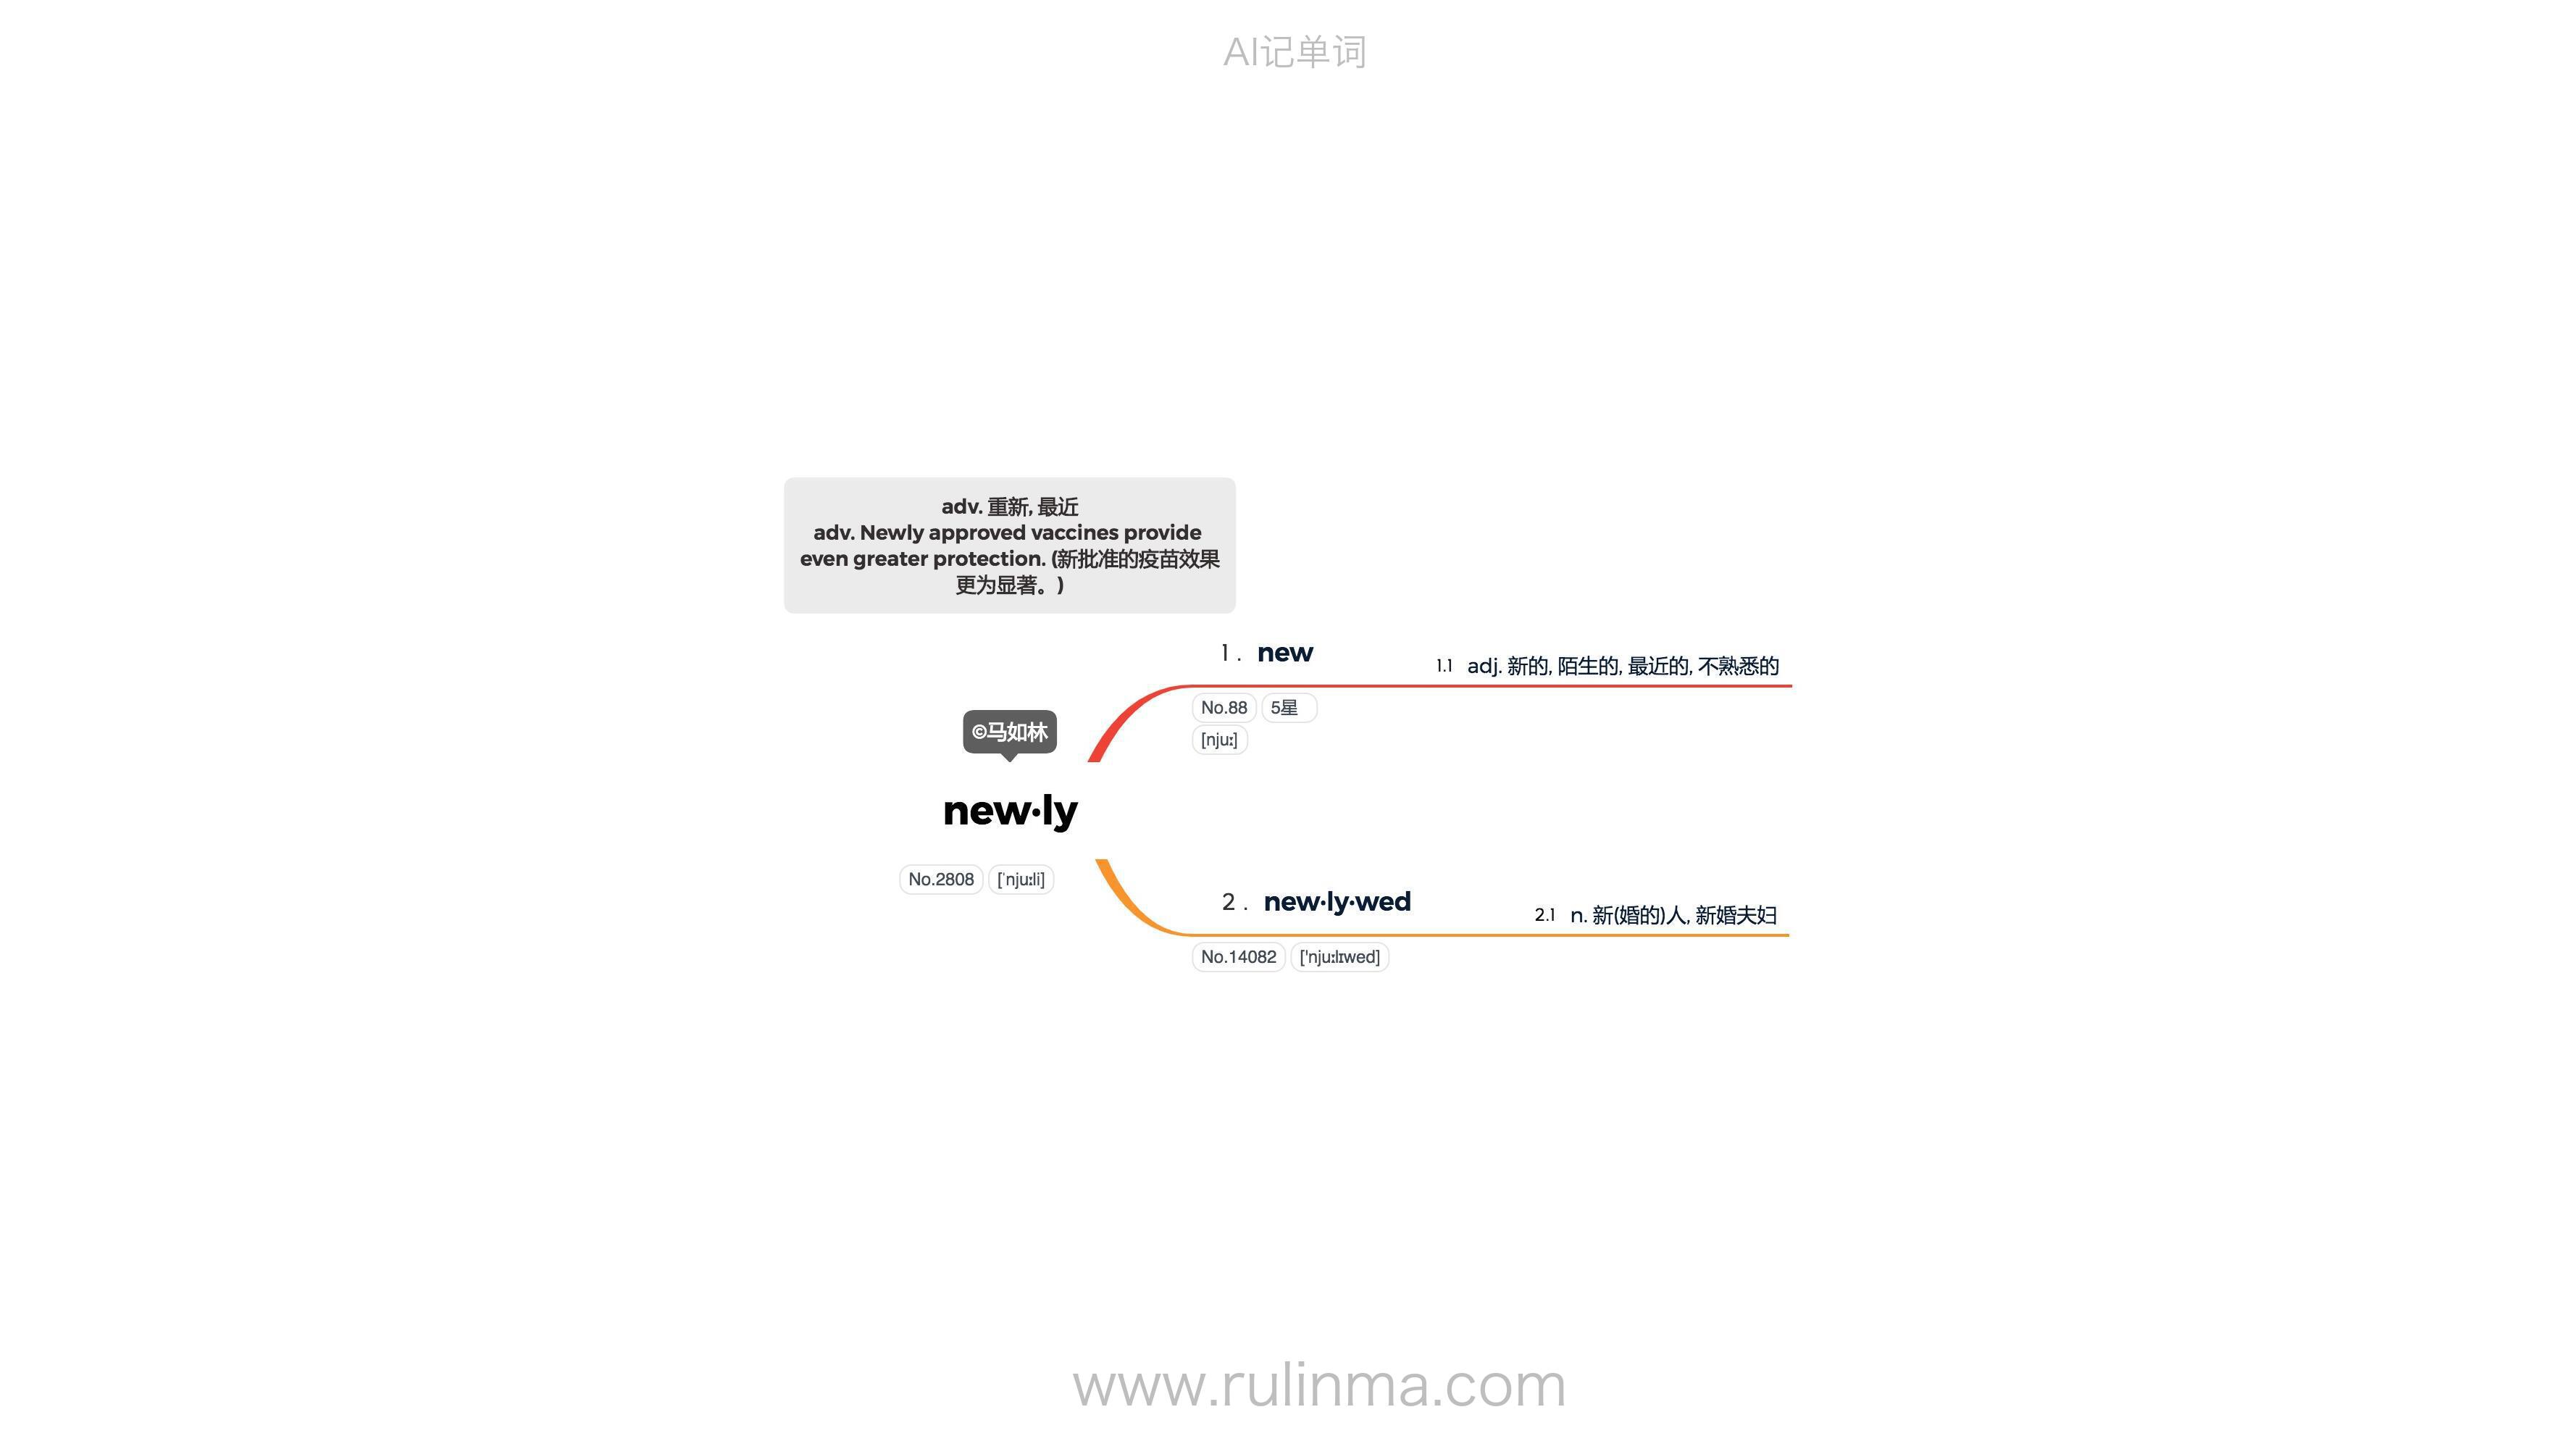 AI记单词
adv. 重新, 最近
adv. Newly approved vaccines provide
even greater protection. (新批准的疫苗效果
更为显著。)
1 . new
1.1 adj. 新的, 陌生的, 最近的, 不熟悉的
No.88 5星
[njuː]
©马如林
new·ly
No.2808 [ˈnjuːli]
2 . new·ly·wed
2.1 n. 新(婚的)人, 新婚夫妇
No.14082 ['njuːlɪwed]
www.rulinma.com